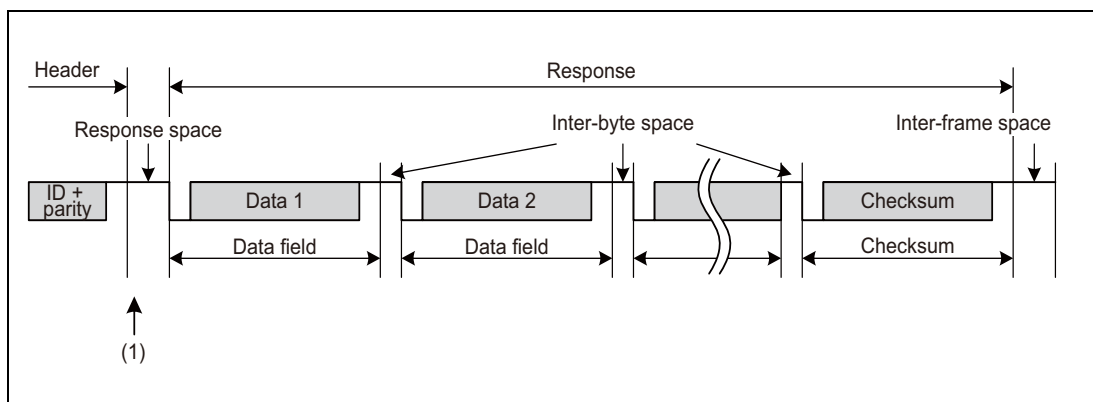 Header
Response
Response space
Inter-byte space
Inter-frame space
ID +
parity
Data 1
Data 2
Checksum
Data field
Data field
Checksum
(1)